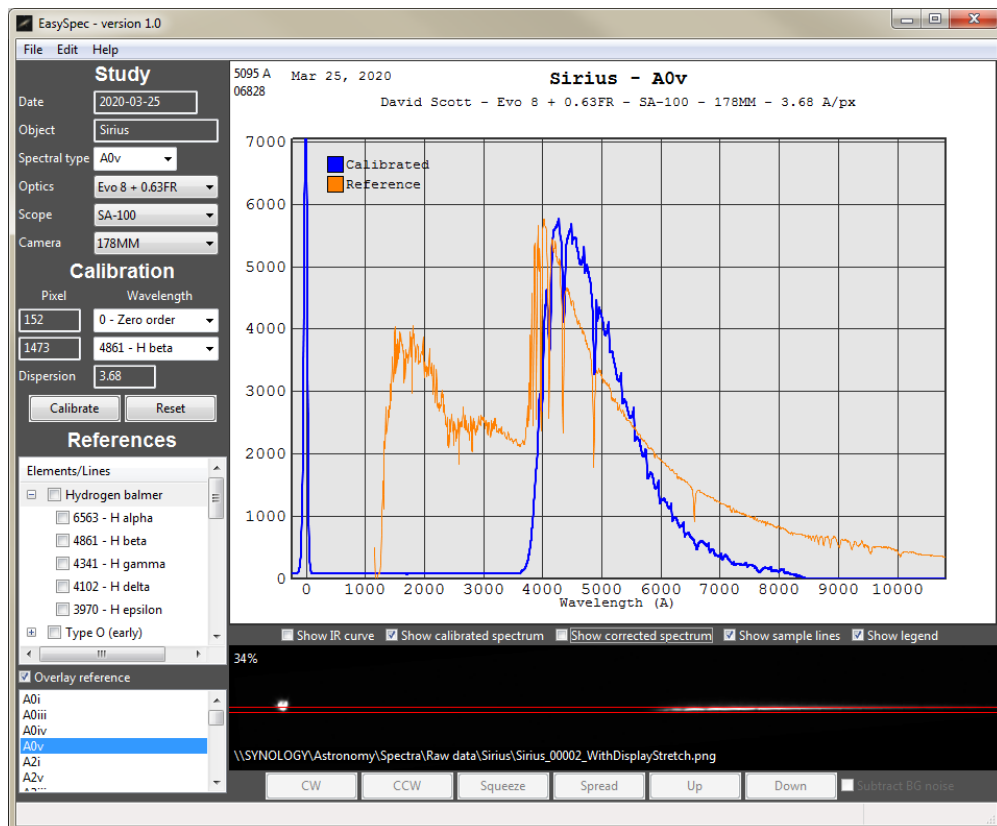 EasySpec - version 1.0
File Edit Help
Study
Date 2020-03-25
Object Sirius
Spectral type A0v
Optics Evo 8 + 0.63FR
Scope SA-100
Camera 178MM
Calibration
Pixel Wavelength
152 0 - Zero order
1473 4861 - H beta
Dispersion 3.68
Calibrate Reset
References
Elements/Lines
Hydrogen balmer
6563 - H alpha
4861 - H beta
4341 - H gamma
4102 - H delta
3970 - H epsilon
Type O (early)
Overlay reference
A0i
A0iii
A0iv
A0v
A2i
A2v
5095 A Mar 25, 2020 Sirius - A0v
06828
David Scott - Evo 8 + 0.63FR - SA-100 - 178MM - 3.68 A/px
7000
Calibrated
Reference
6000
5000
4000
3000
2000
1000
0
0 1000 2000 3000 4000 5000 6000 7000 8000 9000 10000
Wavelength (A)
Show IR curve Show calibrated spectrum Show corrected spectrum Show sample lines Show legend
34%
\\SYNOLOGY\Astronomy\Spectra\Raw data\Sirius\Sirius_00002_WithDisplayStretch.png
CW CCW Squeeze Spread Up Down Subtract BG noise